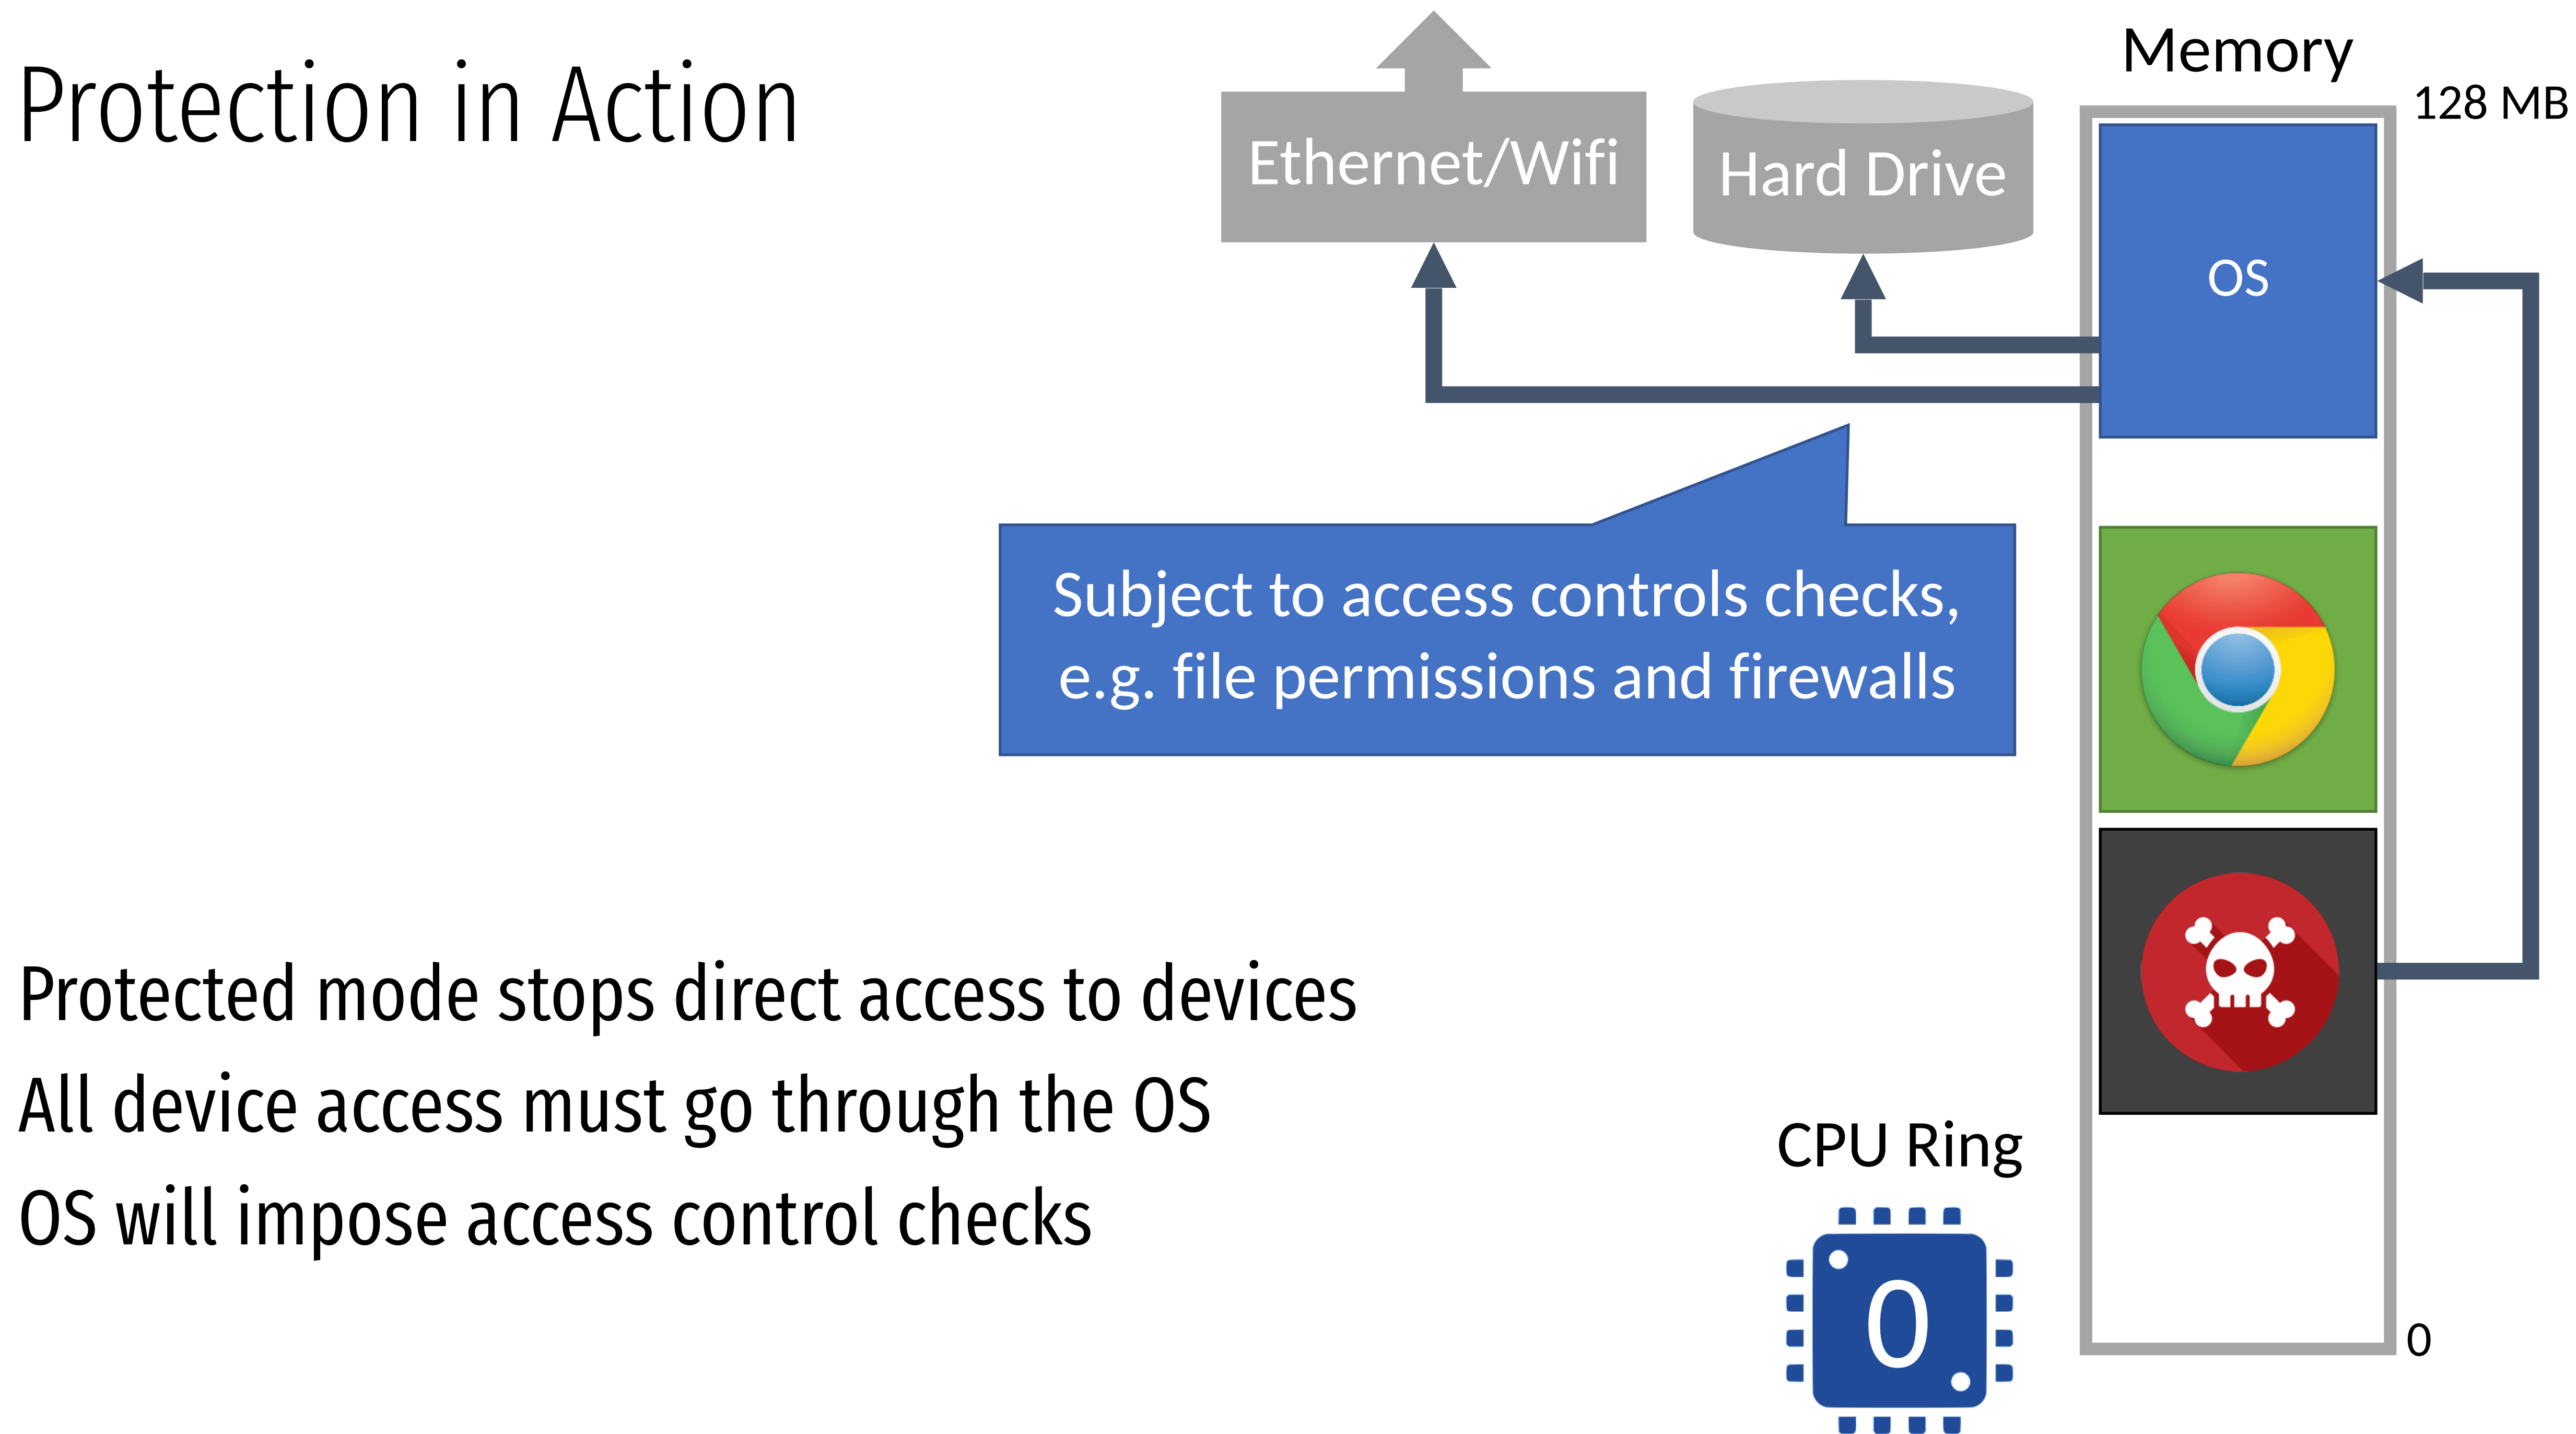 Protection in Action
Ethernet/Wifi
Hard Drive
Memory
128 MB
OS
Subject to access controls checks,
e.g. file permissions and firewalls
Protected mode stops direct access to devices
All device access must go through the OS
OS will impose access control checks
CPU Ring
0
0